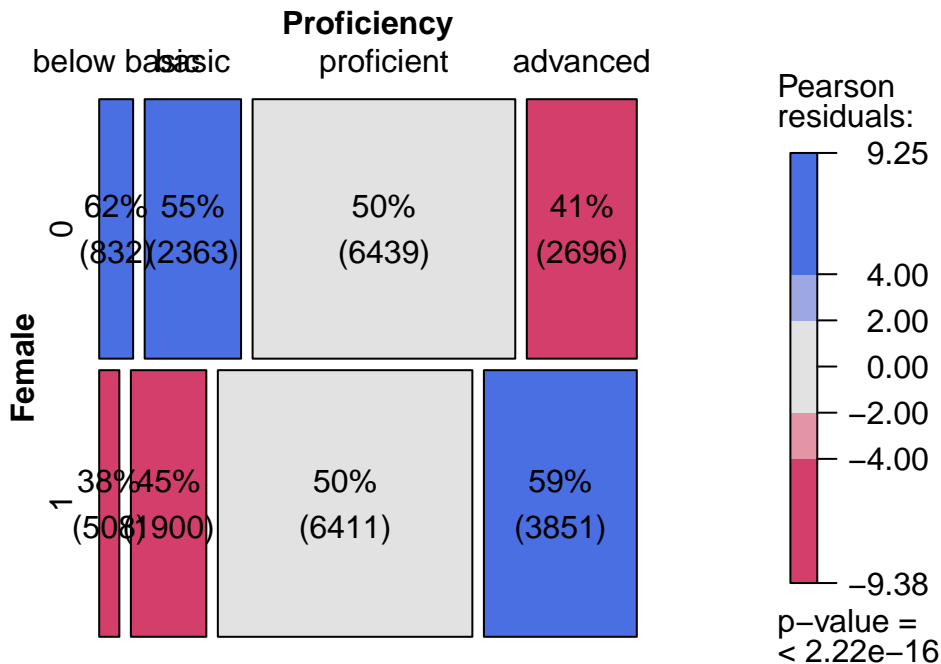 Proficiency
below basic basic proficient advanced
Pearson
residuals:
9.25
4.00
2.00
0.00
−2.00
−4.00
−9.38
p−value =
< 2.22e−16
Female
0
62% 55% 50% 41%
(832) (2363) (6439) (2696)
1
38% 45% 50% 59%
(508) (1900) (6411) (3851)